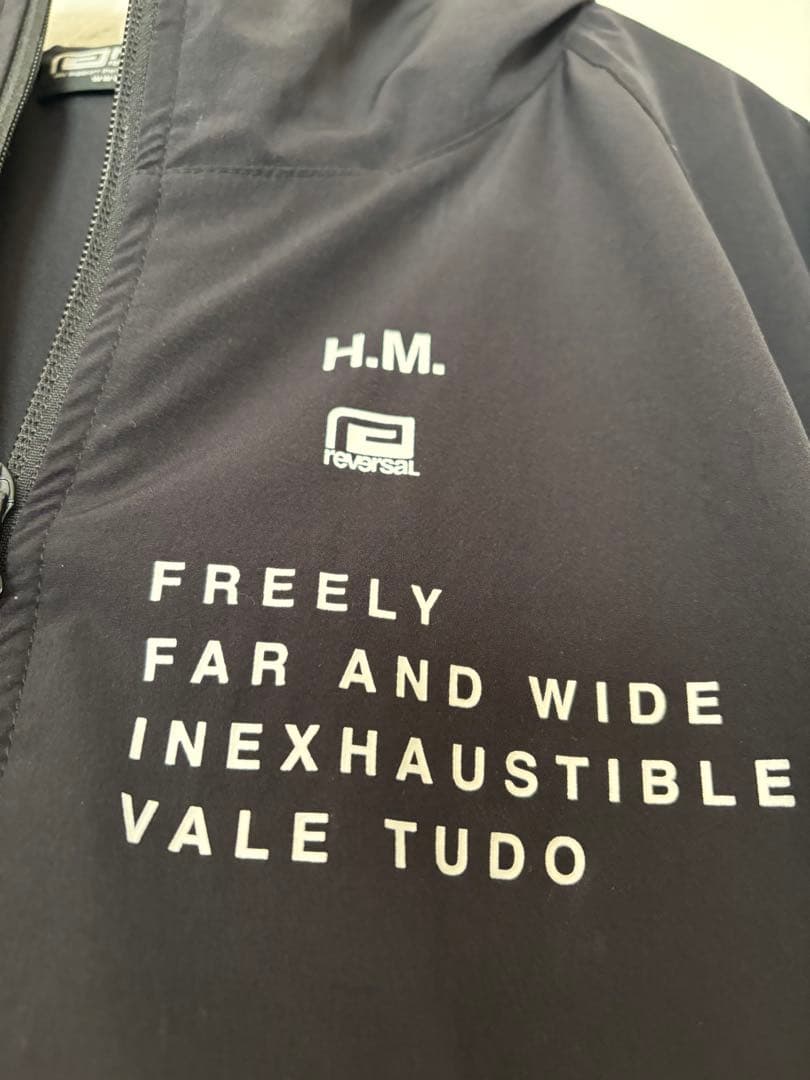 H.M.
reversal
FREELY
FAR AND WIDE
INEXHAUSTIBLE
VALE TUDO